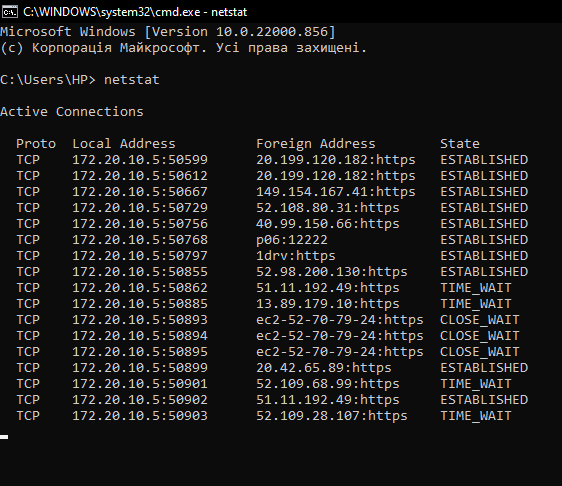 C:\WINDOWS\system32\cmd.exe - netstat
Microsoft Windows [Version 10.0.22000.856]
(c) Корпорація Майкрософт. Усі права захищені.
C:\Users\HP> netstat
Active Connections
Proto Local Address Foreign Address State
TCP 172.20.10.5:50599 20.199.120.182:https ESTABLISHED
TCP 172.20.10.5:50612 20.199.120.182:https ESTABLISHED
TCP 172.20.10.5:50667 149.154.167.41:https ESTABLISHED
TCP 172.20.10.5:50729 52.108.80.31:https ESTABLISHED
TCP 172.20.10.5:50756 40.99.150.66:https ESTABLISHED
TCP 172.20.10.5:50768 p06:12222 ESTABLISHED
TCP 172.20.10.5:50797 1drv:https ESTABLISHED
TCP 172.20.10.5:50855 52.98.200.130:https ESTABLISHED
TCP 172.20.10.5:50862 51.11.192.49:https TIME_WAIT
TCP 172.20.10.5:50885 13.89.179.10:https TIME_WAIT
TCP 172.20.10.5:50893 ec2-52-70-79-24:https CLOSE_WAIT
TCP 172.20.10.5:50894 ec2-52-70-79-24:https CLOSE_WAIT
TCP 172.20.10.5:50895 ec2-52-70-79-24:https CLOSE_WAIT
TCP 172.20.10.5:50899 20.42.65.89:https ESTABLISHED
TCP 172.20.10.5:50901 52.109.68.99:https TIME_WAIT
TCP 172.20.10.5:50902 51.11.192.49:https ESTABLISHED
TCP 172.20.10.5:50903 52.109.28.107:https TIME_WAIT